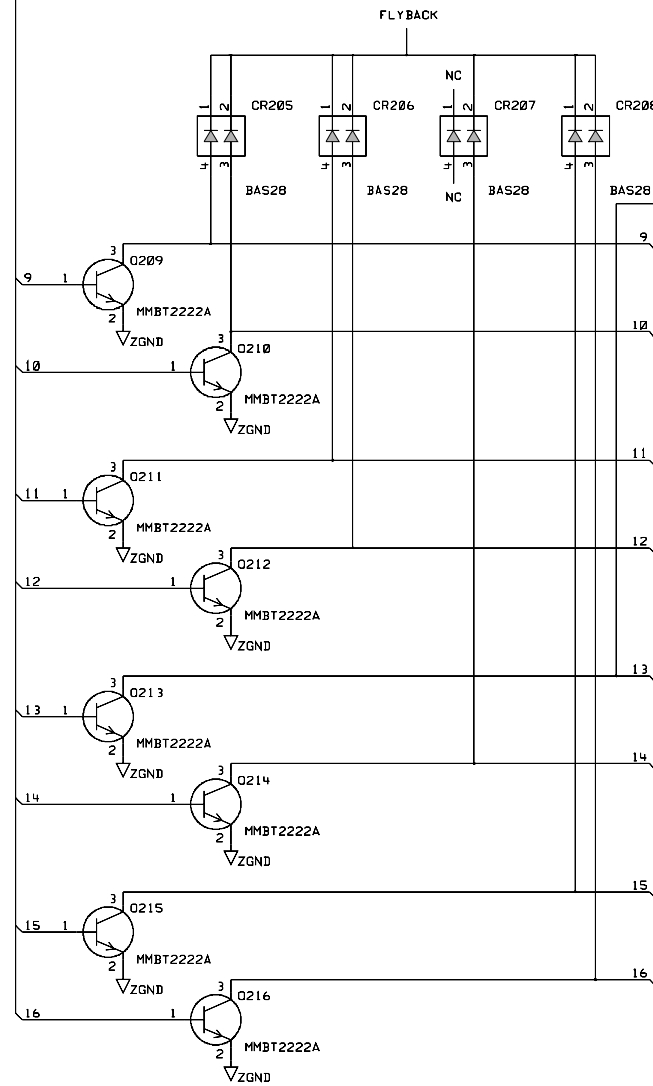 FLYBACK
NC
1 2 CR205 1 2 CR206 1 2 CR207 1 2 CR208
4 3 4 3 4 3 4 3
BAS28 BAS28 NC BAS28 BAS28
9
3 Q209
9 1
MMBT2222A
2
ZGND
10
3 Q210
10 1
MMBT2222A
2
ZGND
11
3 Q211
11 1
MMBT2222A
2
ZGND
12
3 Q212
12 1
MMBT2222A
2
ZGND
13
3 Q213
13 1
MMBT2222A
2
ZGND
14
3 Q214
14 1
MMBT2222A
2
ZGND
15
3 Q215
15 1
MMBT2222A
2
ZGND
16
3 Q216
16 1
MMBT2222A
2
ZGND